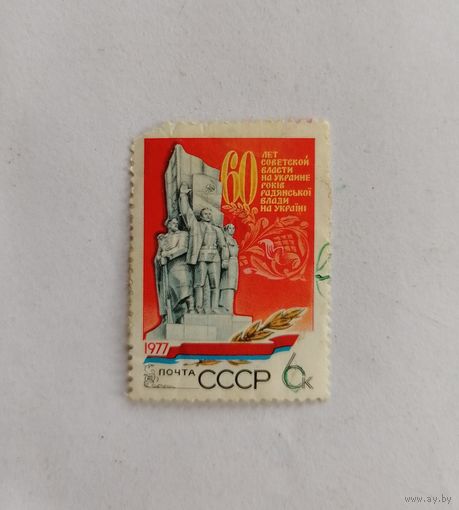 60
ЛЕТ
СОВЕТСКОЙ
ВЛАСТИ
НА УКРАИНЕ
РОКІВ
РАДЯНСЬКОЇ
ВЛАДИ
НА УКРАЇНІ
1977
ПОЧТА СССР 6к
www.ay.by